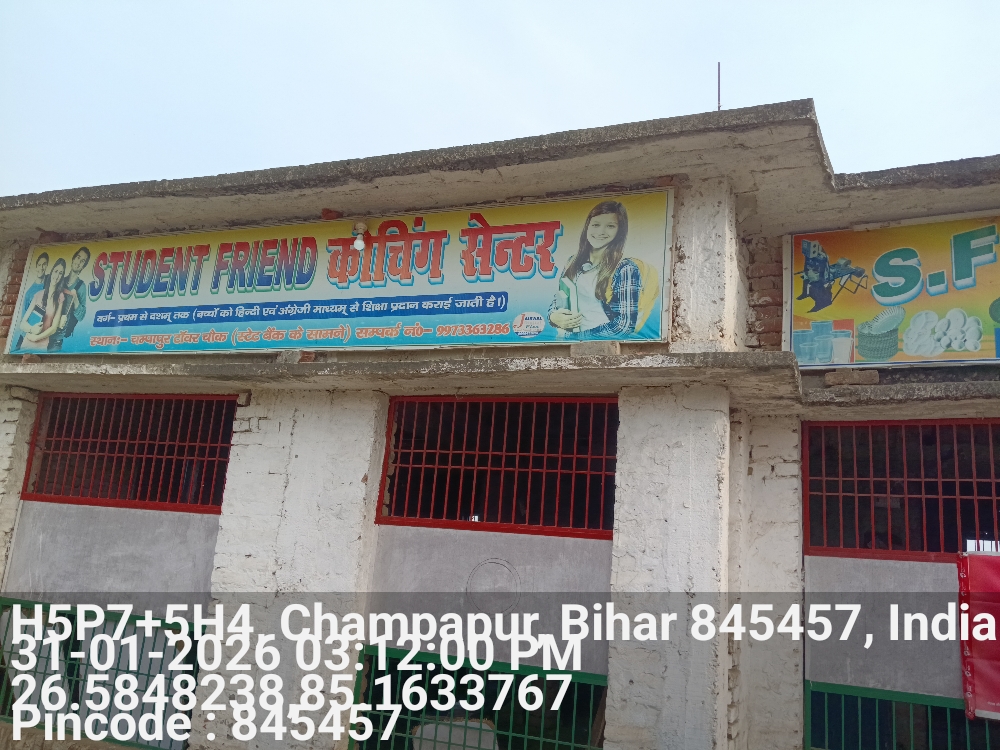 STUDENT FRIEND कोचिंग सेन्टर
वर्ग- प्रथम से दशम् तक (बच्चों को हिन्दी एवं अंग्रेजी माध्यम् से शिक्षा प्रदान कराई जाती है।)
स्थानः- चम्पापुर टॉवर चौक (स्टेट बैंक के सामने) सम्पर्क नं०- 9973363286
S.F
H5P7+5H4, Champapur, Bihar 845457, India
31-01-2026 03:12:00 PM
26.5848238,85.1633767
Pincode : 845457